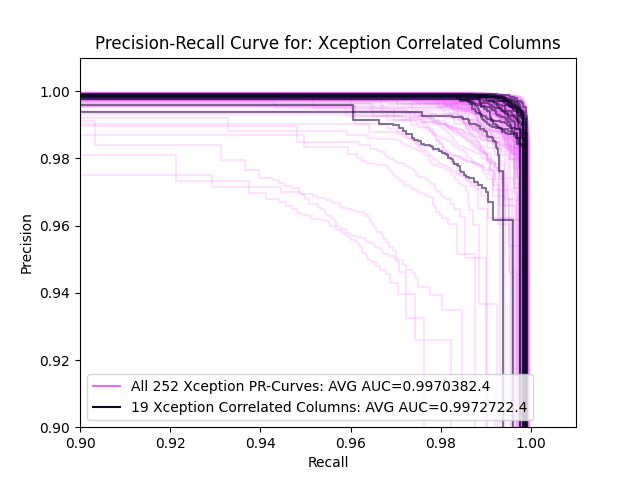 Precision-Recall Curve for: Xception Correlated Columns
Precision
1.00
0.98
0.96
0.94
0.92
0.90
All 252 Xception PR-Curves: AVG AUC=0.9970382.4
19 Xception Correlated Columns: AVG AUC=0.9972722.4
0.90 0.92 0.94 0.96 0.98 1.00
Recall